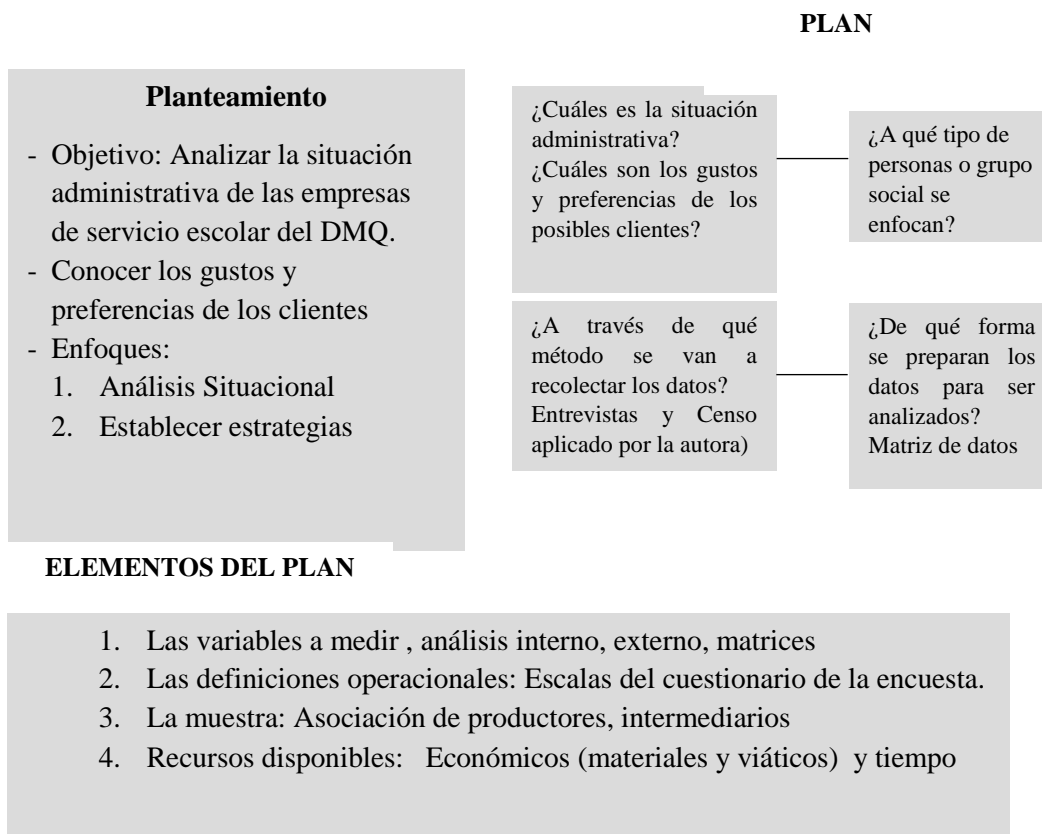 PLAN
Planteamiento
- Objetivo: Analizar la situación
administrativa de las empresas
de servicio escolar del DMQ.
- Conocer los gustos y
preferencias de los clientes
- Enfoques:
1. Análisis Situacional
2. Establecer estrategias
¿Cuáles es la situación
administrativa?
¿Cuáles son los gustos
y preferencias de los
posibles clientes?
¿A qué tipo de
personas o grupo
social se
enfocan?
¿A través de qué
método se van a
recolectar los datos?
Entrevistas y Censo
aplicado por la autora)
¿De qué forma
se preparan los
datos para ser
analizados?
Matriz de datos
ELEMENTOS DEL PLAN
1. Las variables a medir , análisis interno, externo, matrices
2. Las definiciones operacionales: Escalas del cuestionario de la encuesta.
3. La muestra: Asociación de productores, intermediarios
4. Recursos disponibles: Económicos (materiales y viáticos) y tiempo